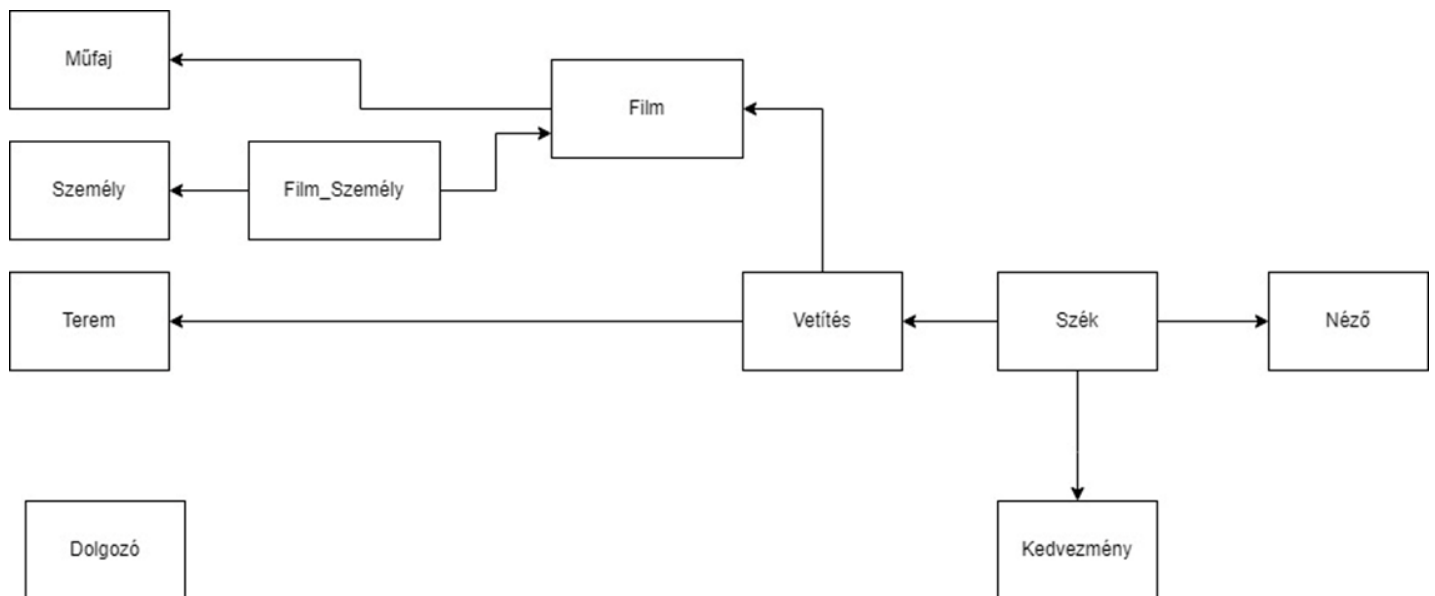 Műfaj
Film
Személy
Film_Személy
Terem
Vetítés
Szék
Néző
Dolgozó
Kedvezmény